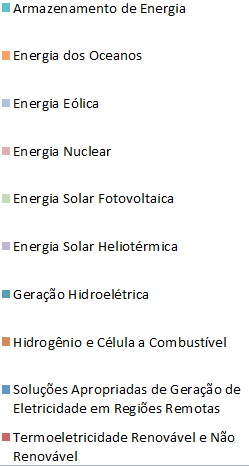 Armazenamento de Energia
Energia dos Oceanos
Energia Eólica
Energia Nuclear
Energia Solar Fotovoltaica
Energia Solar Heliotérmica
Geração Hidroelétrica
Hidrogênio e Célula a Combustível
Soluções Apropriadas de Geração de
Eletricidade em Regiões Remotas
Termoeletricidade Renovável e Não
Renovável